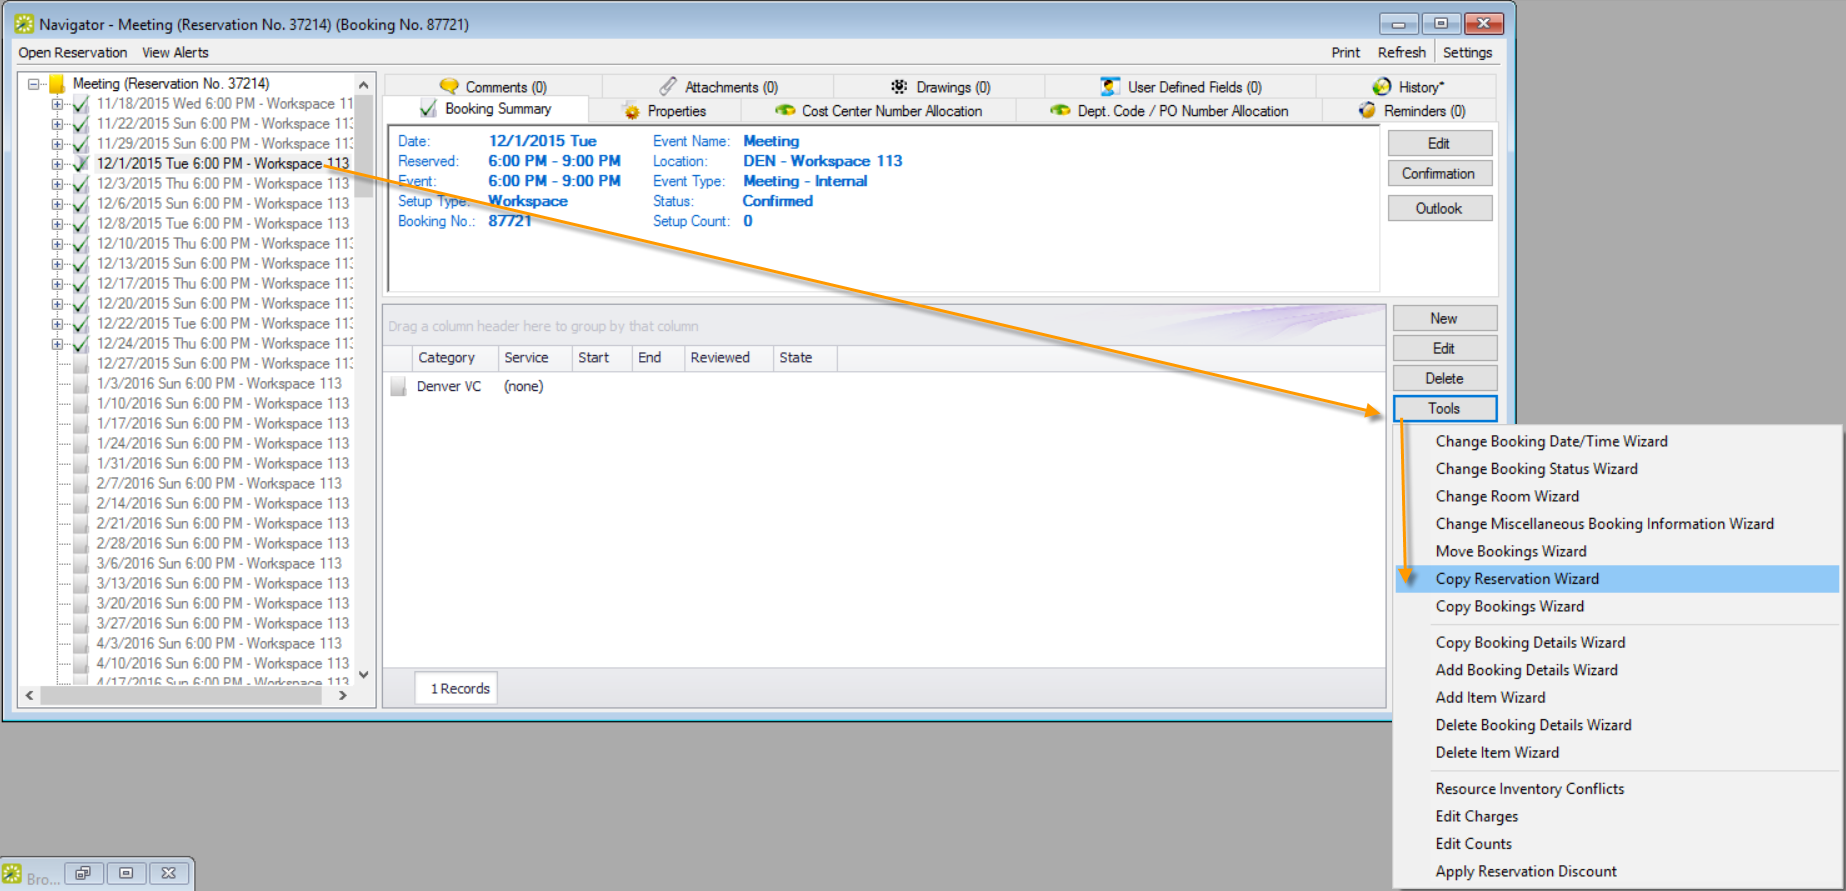 Navigator - Meeting (Reservation No. 37214) (Booking No. 87721)
Open Reservation View Alerts Print Refresh Settings
Meeting (Reservation No. 37214)
11/18/2015 Wed 6:00 PM - Workspace 11
11/22/2015 Sun 6:00 PM - Workspace 113
11/29/2015 Sun 6:00 PM - Workspace 113
12/1/2015 Tue 6:00 PM - Workspace 113
12/3/2015 Thu 6:00 PM - Workspace 113
12/6/2015 Sun 6:00 PM - Workspace 113
12/8/2015 Tue 6:00 PM - Workspace 113
12/10/2015 Thu 6:00 PM - Workspace 113
12/13/2015 Sun 6:00 PM - Workspace 113
12/17/2015 Thu 6:00 PM - Workspace 113
12/20/2015 Sun 6:00 PM - Workspace 113
12/22/2015 Tue 6:00 PM - Workspace 113
12/24/2015 Thu 6:00 PM - Workspace 113
12/27/2015 Sun 6:00 PM - Workspace 113
1/3/2016 Sun 6:00 PM - Workspace 113
1/10/2016 Sun 6:00 PM - Workspace 113
1/17/2016 Sun 6:00 PM - Workspace 113
1/24/2016 Sun 6:00 PM - Workspace 113
1/31/2016 Sun 6:00 PM - Workspace 113
2/7/2016 Sun 6:00 PM - Workspace 113
2/14/2016 Sun 6:00 PM - Workspace 113
2/21/2016 Sun 6:00 PM - Workspace 113
2/28/2016 Sun 6:00 PM - Workspace 113
3/6/2016 Sun 6:00 PM - Workspace 113
3/13/2016 Sun 6:00 PM - Workspace 113
3/20/2016 Sun 6:00 PM - Workspace 113
3/27/2016 Sun 6:00 PM - Workspace 113
4/3/2016 Sun 6:00 PM - Workspace 113
4/10/2016 Sun 6:00 PM - Workspace 113
4/17/2016 Sun 6:00 PM - Workspace 113
Comments (0) Attachments (0) Drawings (0) User Defined Fields (0) History*
Booking Summary Properties Cost Center Number Allocation Dept. Code / PO Number Allocation Reminders (0)
Date: 12/1/2015 Tue Event Name: Meeting
Reserved: 6:00 PM - 9:00 PM Location: DEN - Workspace 113
Event: 6:00 PM - 9:00 PM Event Type: Meeting - Internal
Setup Type: Workspace Status: Confirmed
Booking No.: 87721 Setup Count: 0
Edit
Confirmation
Outlook
Drag a column header here to group by that column
Category Service Start End Reviewed State
Denver VC (none)
1 Records
New
Edit
Delete
Tools
Change Booking Date/Time Wizard
Change Booking Status Wizard
Change Room Wizard
Change Miscellaneous Booking Information Wizard
Move Bookings Wizard
Copy Reservation Wizard
Copy Bookings Wizard
Copy Booking Details Wizard
Add Booking Details Wizard
Add Item Wizard
Delete Booking Details Wizard
Delete Item Wizard
Resource Inventory Conflicts
Edit Charges
Edit Counts
Apply Reservation Discount
Bro...